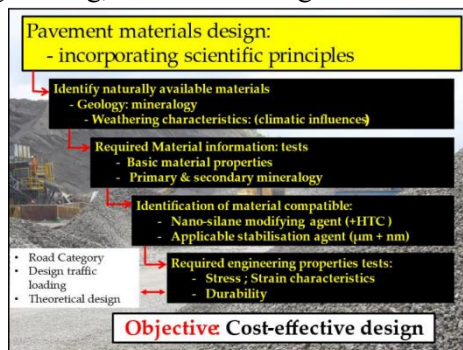 Pavement materials design:
- incorporating scientific principles
Identify naturally available materials
- Geology: mineralogy
- Weathering characteristics: (climatic influences)
Required Material information: tests
- Basic material properties
- Primary & secondary mineralogy
Identification of material compatible:
- Nano-silane modifying agent (+HTC )
- Applicable stabilisation agent (μm + nm)
• Road Category
• Design traffic
loading
• Theoretical design
Required engineering properties tests:
- Stress ; Strain characteristics
- Durability
Objective: Cost-effective design